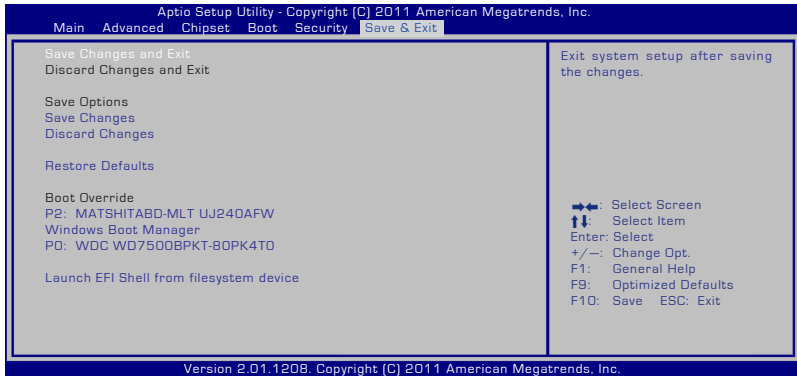 Aptio Setup Utility - Copyright (C) 2011 American Megatrends, Inc.
Main Advanced Chipset Boot Security Save & Exit
Save Changes and Exit
Discard Changes and Exit
Save Options
Save Changes
Discard Changes
Restore Defaults
Boot Override
P2: MATSHITABD-MLT UJ240AFW
Windows Boot Manager
P0: WDC WD7500BPKT-80PK4T0
Launch EFI Shell from filesystem device
Exit system setup after saving
the changes.
→←: Select Screen
↑↓: Select Item
Enter: Select
+/—: Change Opt.
F1: General Help
F9: Optimized Defaults
F10: Save ESC: Exit
Version 2.01.1208. Copyright (C) 2011 American Megatrends, Inc.